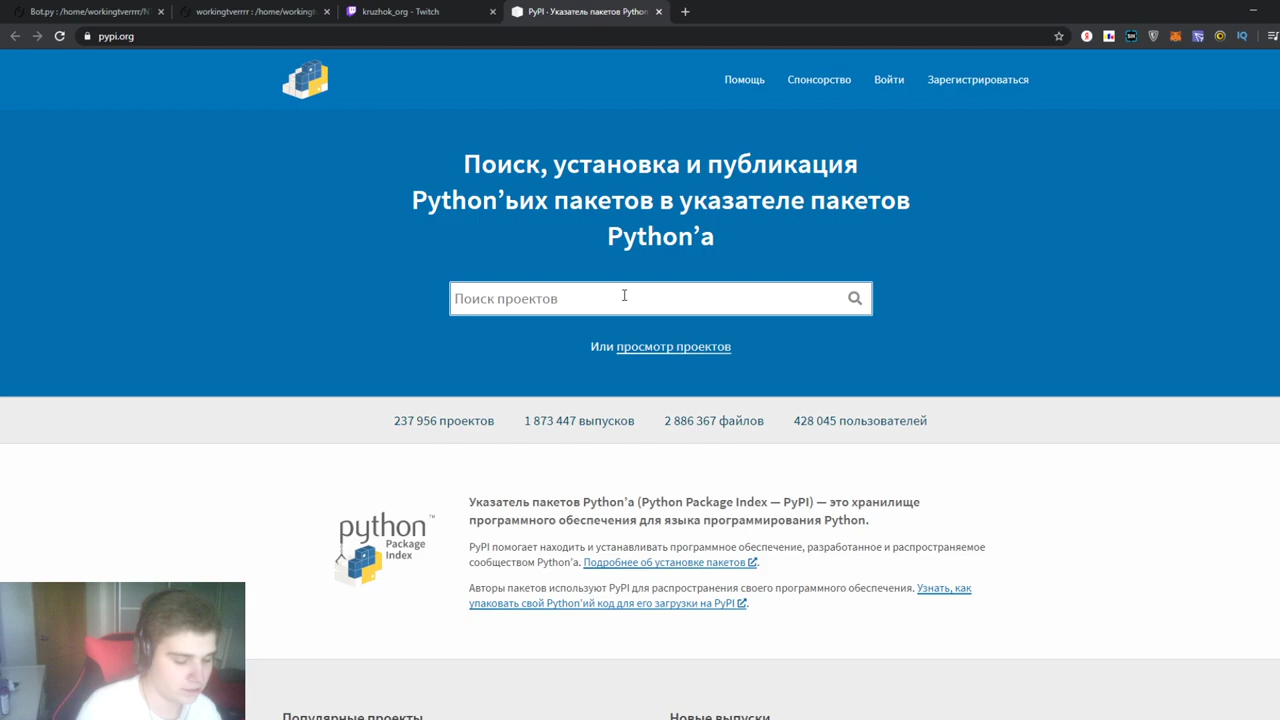 Bot.py : /home/workingtverrrr/N
workingtverrrr : /home/workingt
kruzhok_org - Twitch
PyPI · Указатель пакетов Python
pypi.org
Помощь
Спонсорство
Войти
Зарегистрироваться
Поиск, установка и публикация
Python’ьих пакетов в указателе пакетов
Python’а
Поиск проектов
Или просмотр проектов
237 956 проектов
1 873 447 выпусков
2 886 367 файлов
428 045 пользователей
python™
Package
Index
Указатель пакетов Python’а (Python Package Index — PyPI) — это хранилище
программного обеспечения для языка программирования Python.
PyPI помогает находить и устанавливать программное обеспечение, разработанное и распространяемое
сообществом Python’а. Подробнее об установке пакетов.
Авторы пакетов используют PyPI для распространения своего программного обеспечения. Узнать, как
упаковать свой Python’ий код для его загрузки на PyPI.
Популярные проекты
Новые выпуски